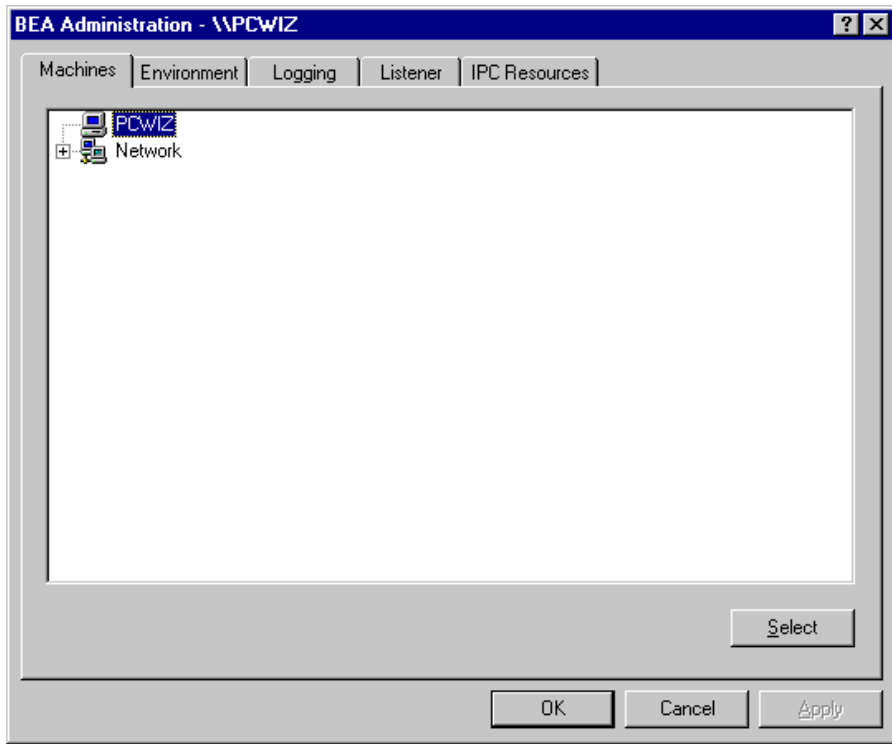 BEA Administration - \\PCWIZ
Machines Environment Logging Listener IPC Resources
PCWIZ
Network
Select
OK Cancel Apply